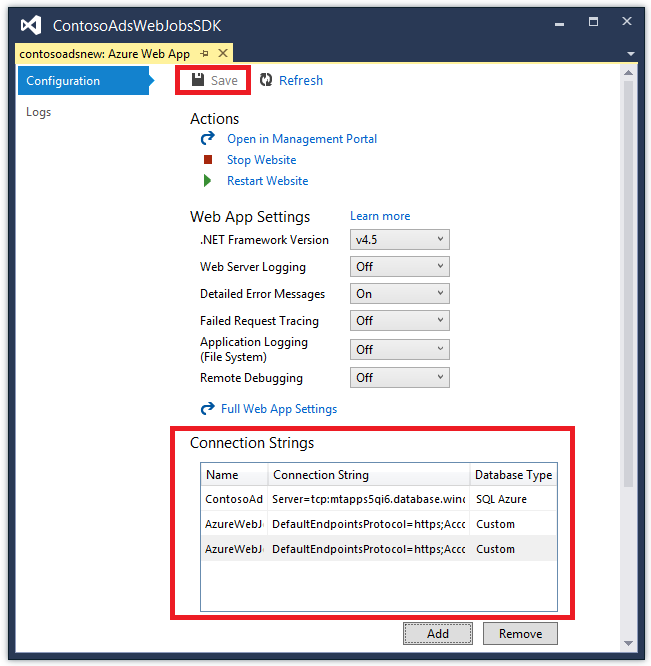 ContosoAdsWebJobsSDK
contosoadsnew: Azure Web App
Configuration
Save
Refresh
Logs
Actions
Open in Management Portal
Stop Website
Restart Website
Web App Settings
Learn more
.NET Framework Version
v4.5
Web Server Logging
Off
Detailed Error Messages
On
Failed Request Tracing
Off
Application Logging
(File System)
Off
Remote Debugging
Off
Full Web App Settings
Connection Strings
Name Connection String Database Type
ContosoAd Server=tcp:mtapps5qi6.database.wind SQL Azure
AzureWebJ DefaultEndpointsProtocol=https;Acco Custom
AzureWebJ DefaultEndpointsProtocol=https;Acco Custom
Add
Remove